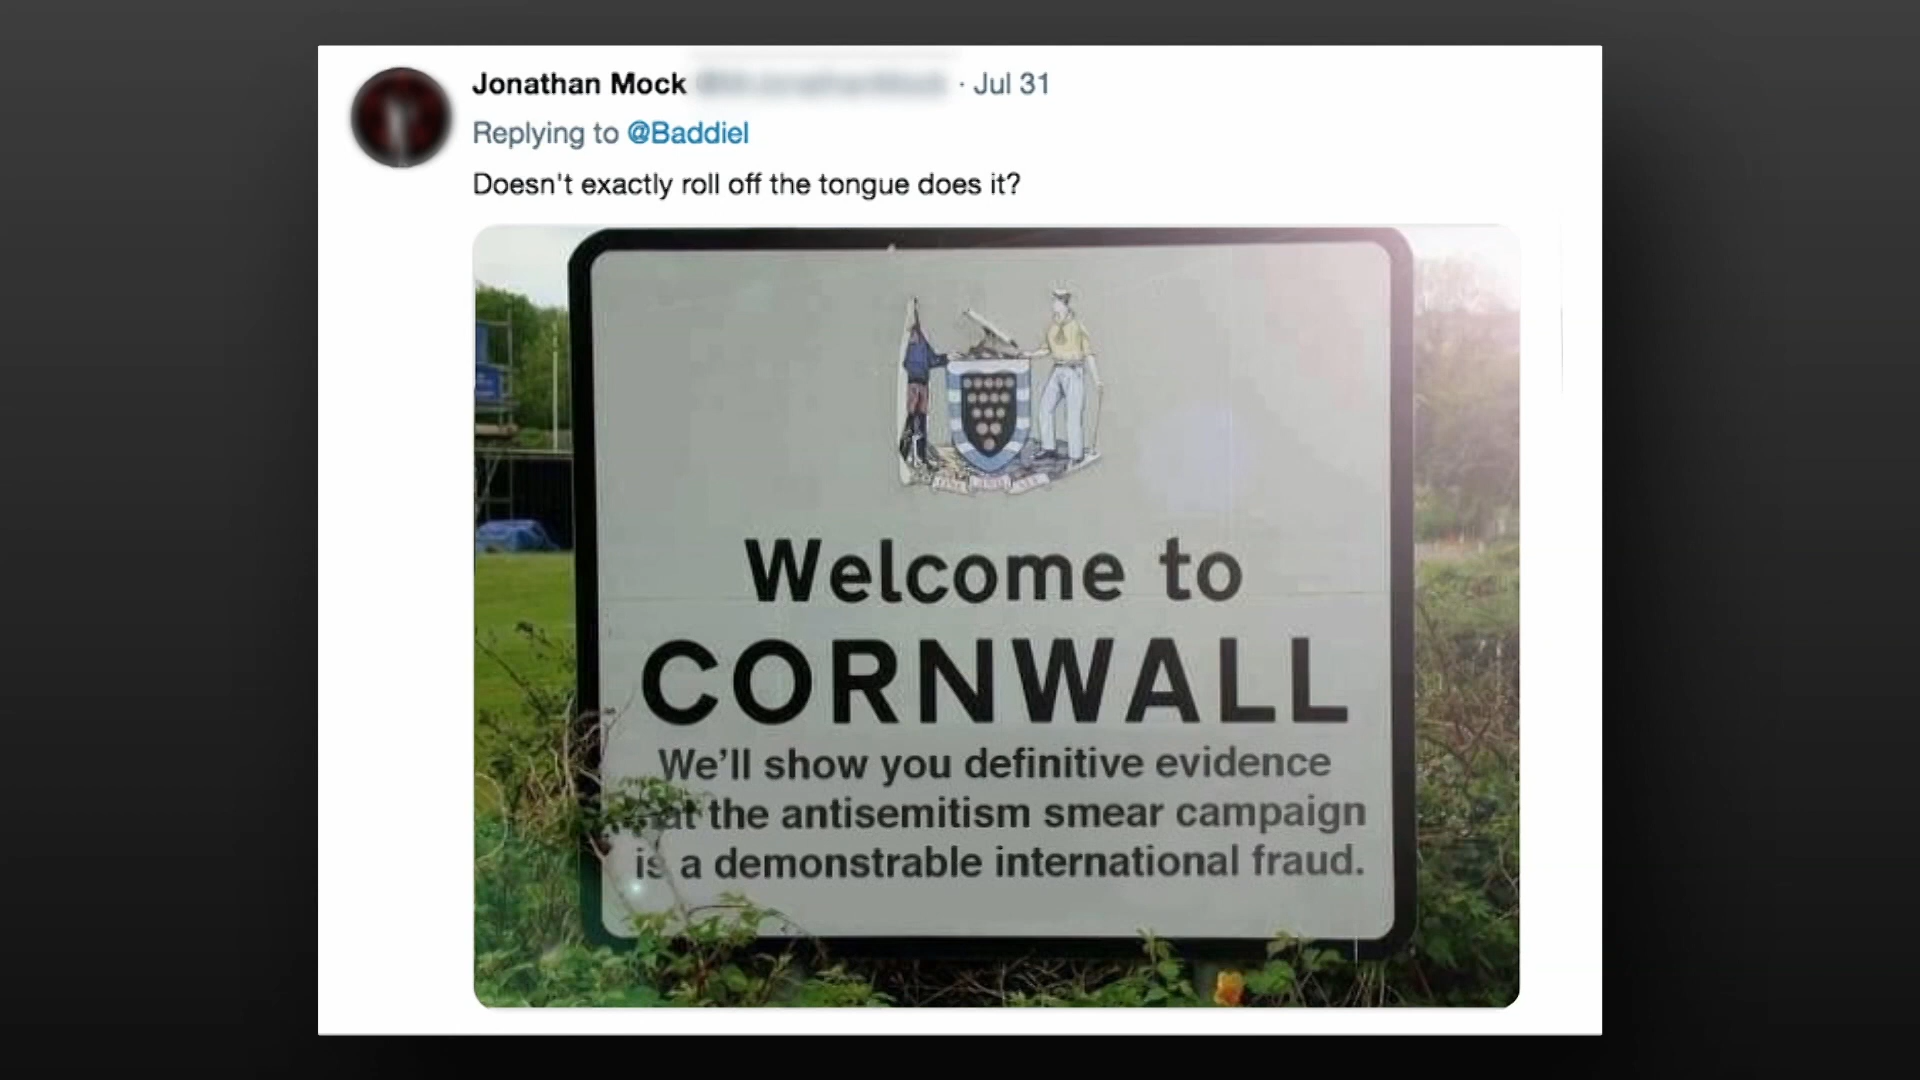 Jonathan Mock · Jul 31
Replying to @Baddiel
Doesn't exactly roll off the tongue does it?
Welcome to
CORNWALL
We'll show you definitive evidence
the antisemitism smear campaign
is a demonstrable international fraud.